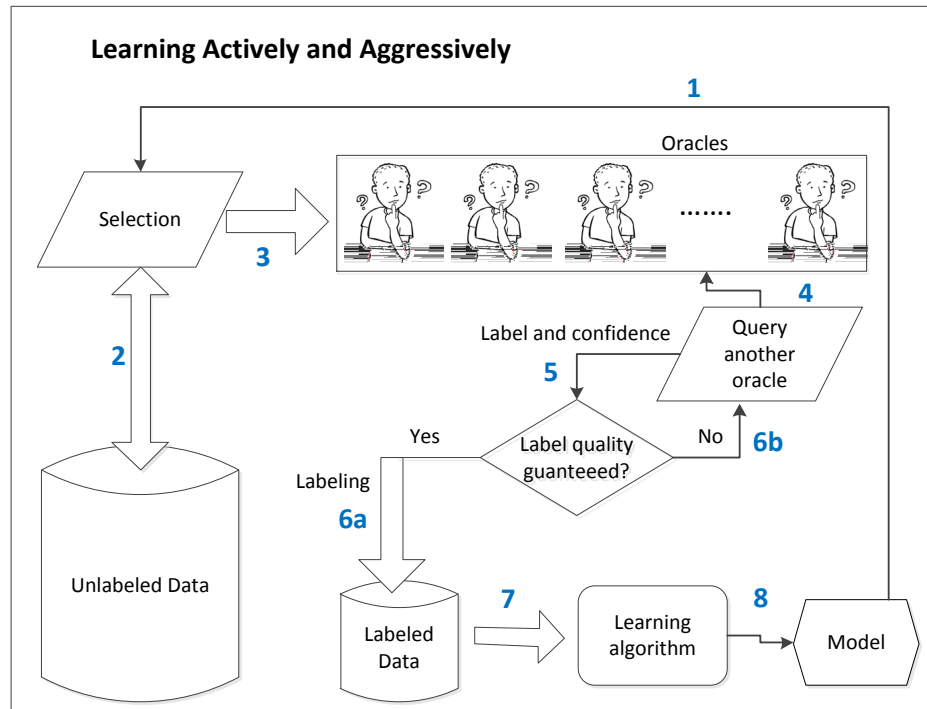 Learning Actively and Aggressively
1
Oracles
Selection
? ? ? ? ? ? ? ?
.......
3
4
2
Label and confidence
Query
another
oracle
5
Yes
Label quality
guanteeed?
No
6b
Labeling
6a
Unlabeled Data
Labeled
Data
7
Learning
algorithm
8
Model